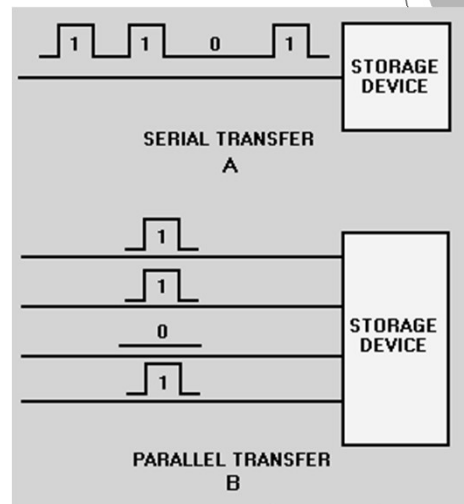 1 1 0 1
STORAGE
DEVICE
SERIAL TRANSFER
A
1
1
0
1
STORAGE
DEVICE
PARALLEL TRANSFER
B